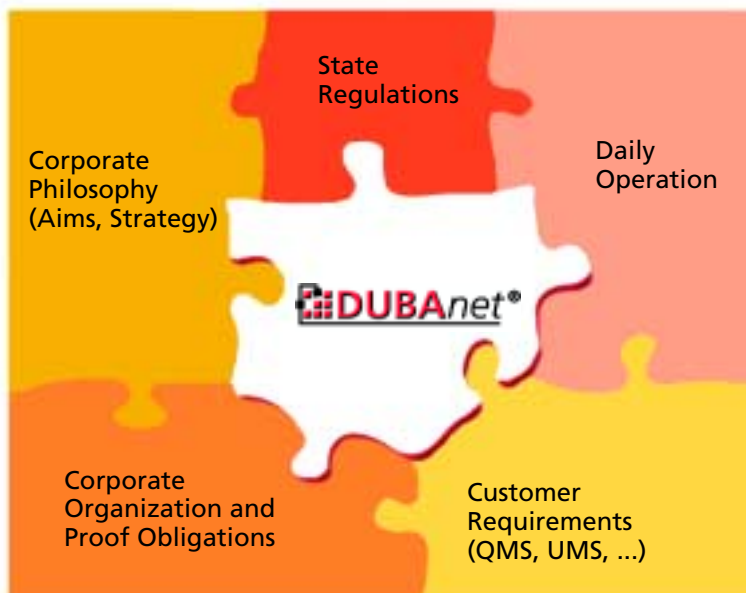 State
Regulations
Corporate
Philosophy
(Aims, Strategy)
Daily
Operation
DUBAnet®
Corporate
Organization and
Proof Obligations
Customer
Requirements
(QMS, UMS, ...)